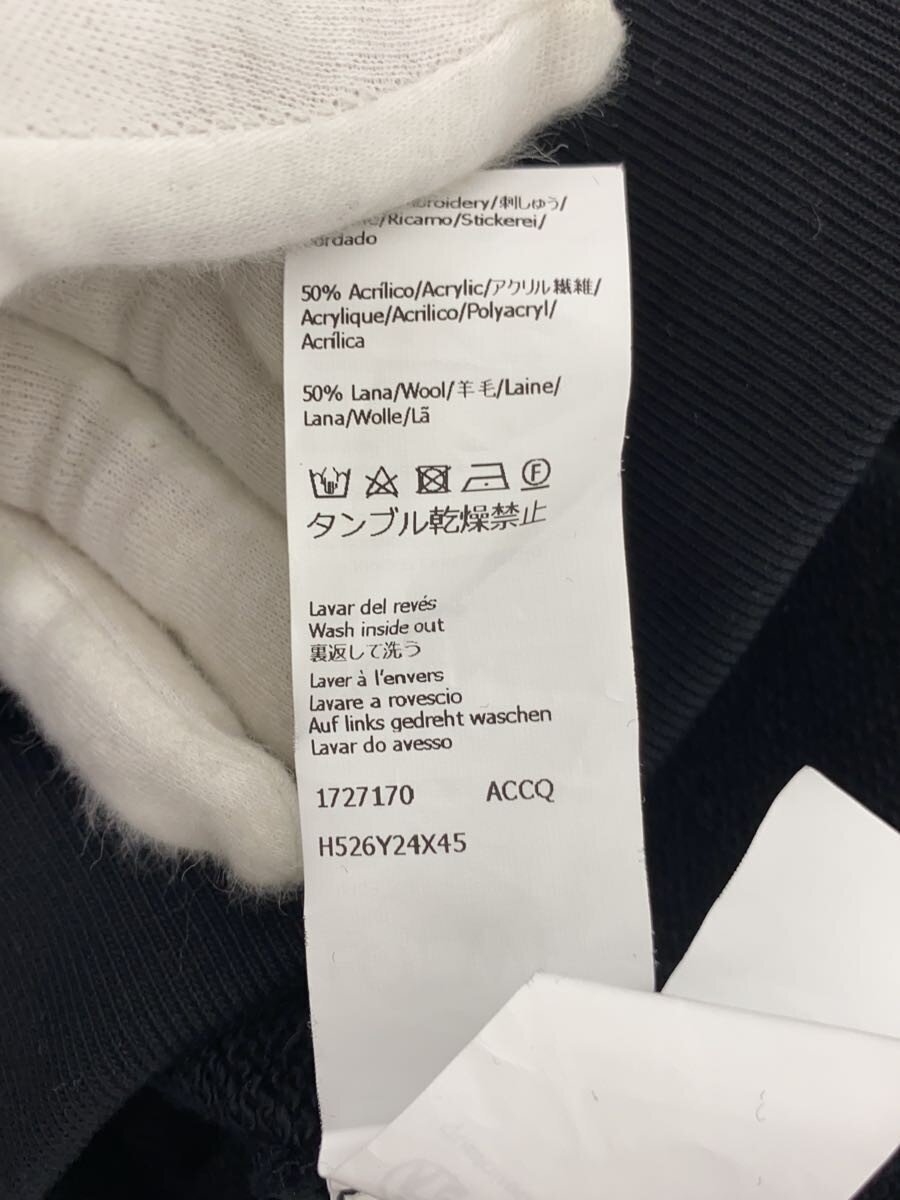 刺しゅう/
/Ricamo/Stickerei/
50% Acrílico/Acrylic/アクリル繊維/
Acrylique/Acrilico/Polyacryl/
Acrílica
50% Lana/Wool/羊毛/Laine/
Lana/Wolle/Lã
F
タンブル乾燥禁止
Lavar del revés
Wash inside out
裏返して洗う
Laver à l'envers
Lavare a rovescio
Auf links gedreht waschen
Lavar do avesso
1727170 ACCQ
H526Y24X45